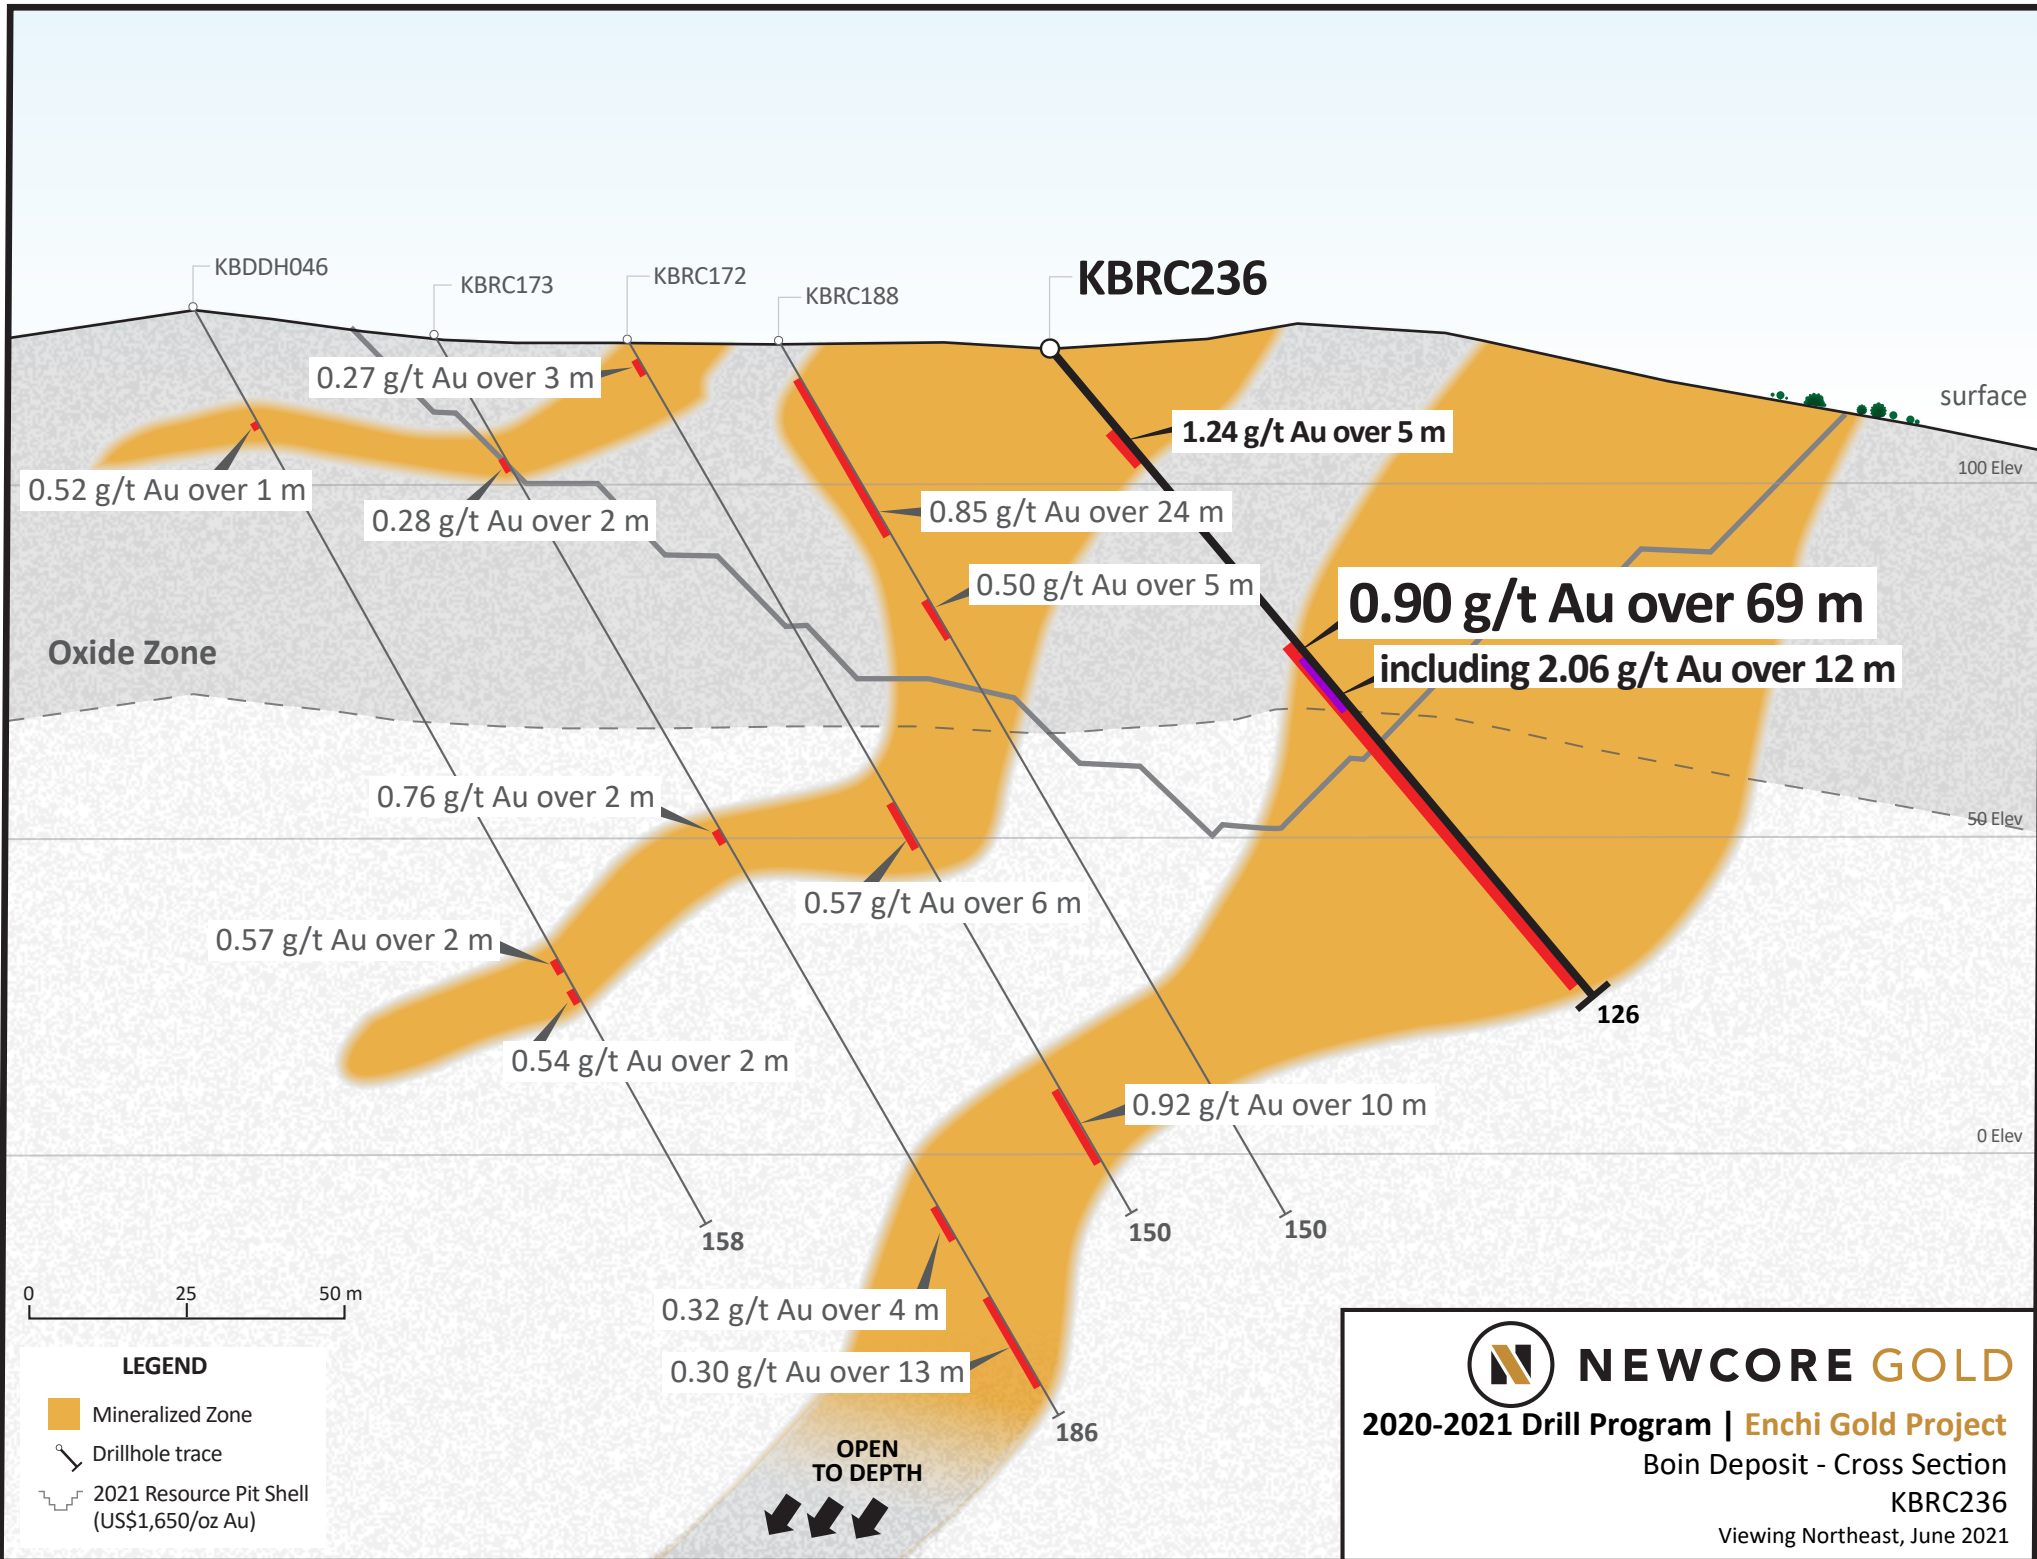 KBDDH046
KBRC173
KBRC172
KBRC188
KBRC236
0.27 g/t Au over 3 m
surface
1.24 g/t Au over 5 m
100 Elev
0.52 g/t Au over 1 m
0.28 g/t Au over 2 m
0.85 g/t Au over 24 m
0.50 g/t Au over 5 m
0.90 g/t Au over 69 m
including 2.06 g/t Au over 12 m
Oxide Zone
0.76 g/t Au over 2 m
50 Elev
0.57 g/t Au over 6 m
0.57 g/t Au over 2 m
126
0.54 g/t Au over 2 m
0.92 g/t Au over 10 m
0 Elev
158
150
150
0 25 50 m
0.32 g/t Au over 4 m
0.30 g/t Au over 13 m
186
OPEN
TO DEPTH
LEGEND
Mineralized Zone
Drillhole trace
2021 Resource Pit Shell
(US$1,650/oz Au)
N NEWCORE GOLD
2020-2021 Drill Program | Enchi Gold Project
Boin Deposit - Cross Section
KBRC236
Viewing Northeast, June 2021